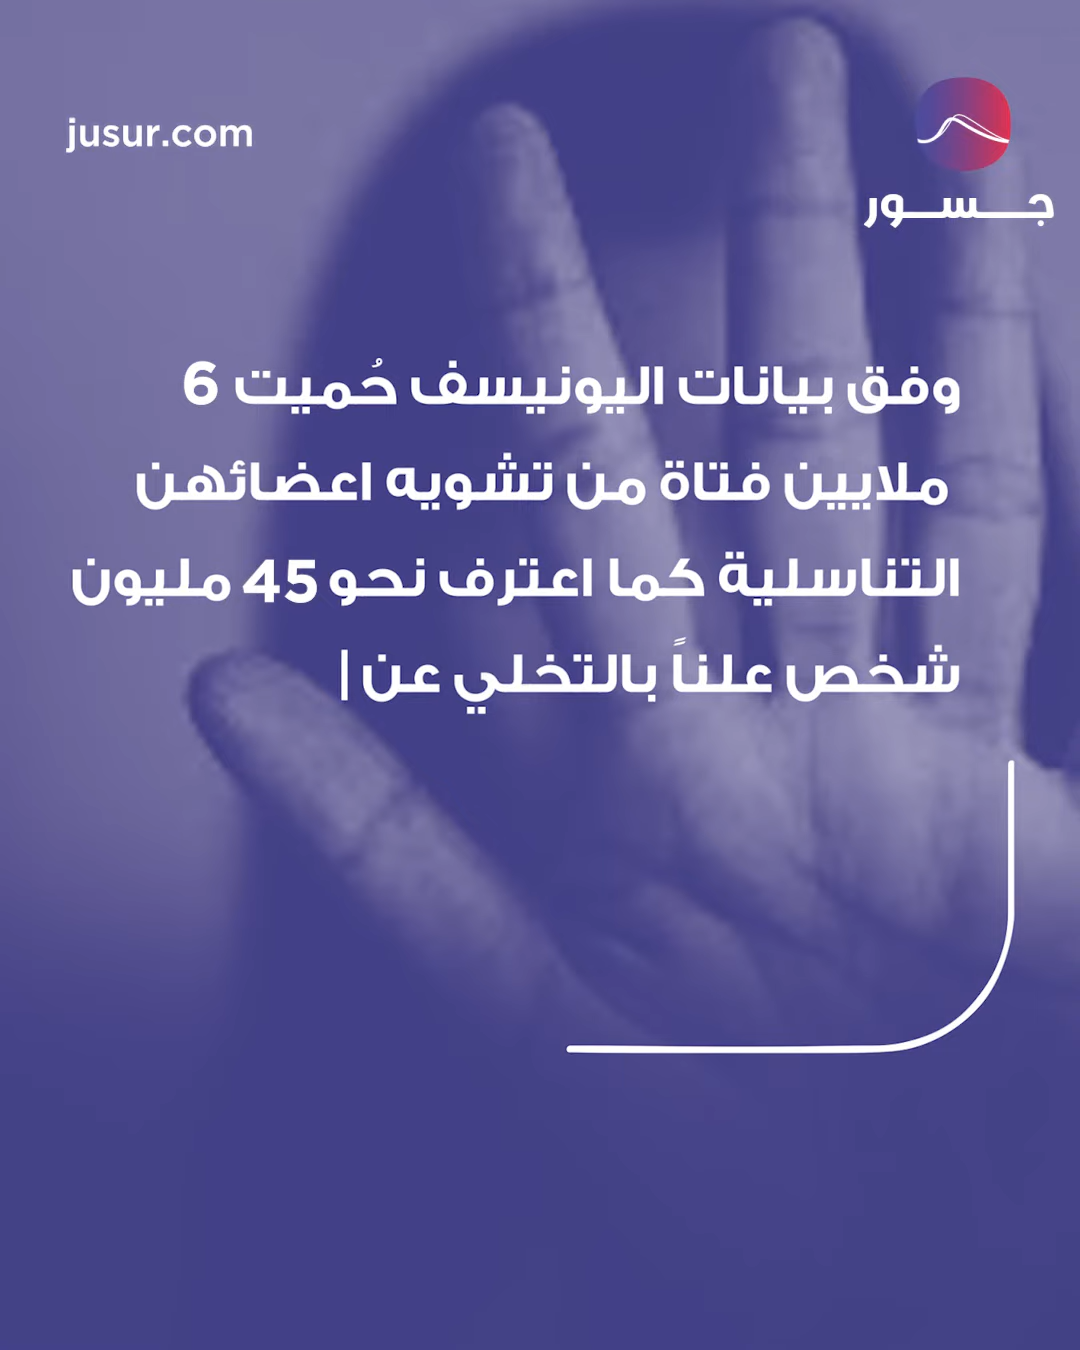 jusur.com
جـــســـور
وفق بيانات اليونيسف حُميت 6
ملايين فتاة من تشويه اعضائهن
التناسلية كما اعترف نحو 45 مليون
شخص علناً بالتخلي عن |